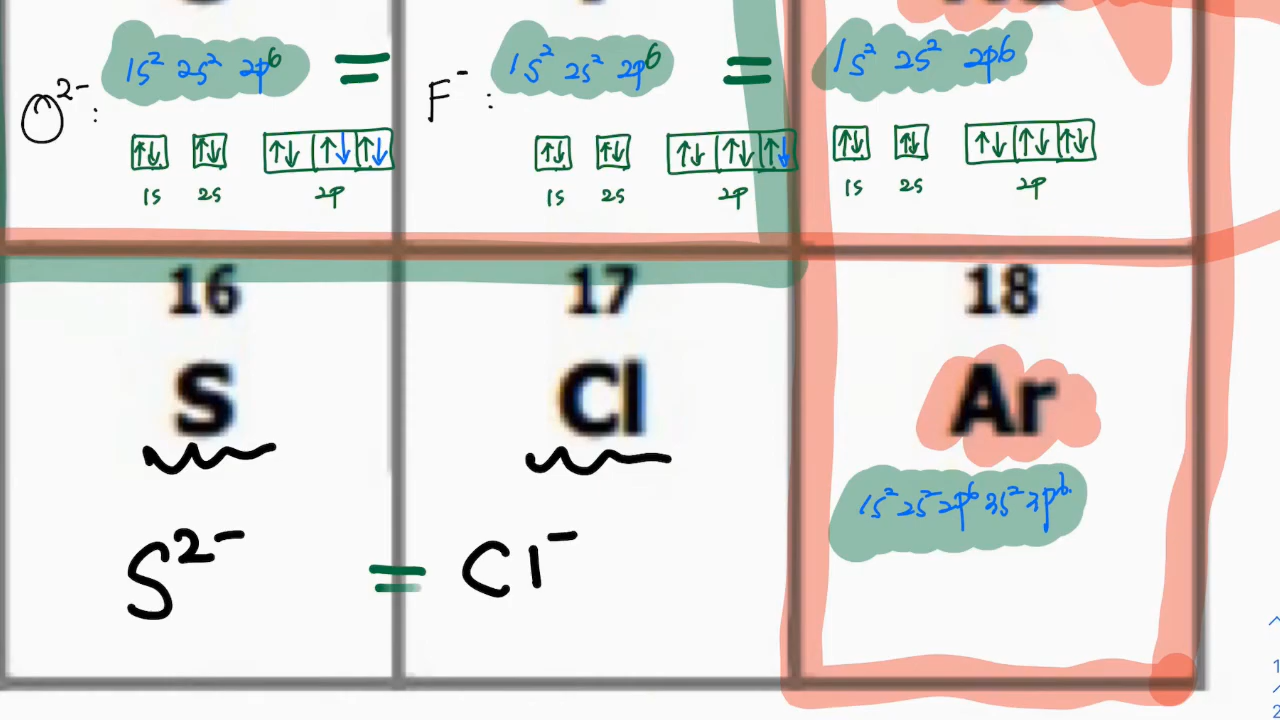 1s² 2s² 2p⁶ = 1s² 2s² 2p⁶ = 1s² 2s² 2p6
O²⁻: F⁻:
↑↓ ↑↓ ↑↓ ↑↓ ↑↓ ↑↓ ↑↓ ↑↓ ↑↓ ↑↓ ↑↓ ↑↓ ↑↓ ↑↓ ↑↓
1s 2s 2p 1s 2s 2p 1s 2s 2p
16 17 18
S Cl Ar
1s² 2s² 2p⁶ 3s² 3p⁶
S²⁻ = Cl⁻